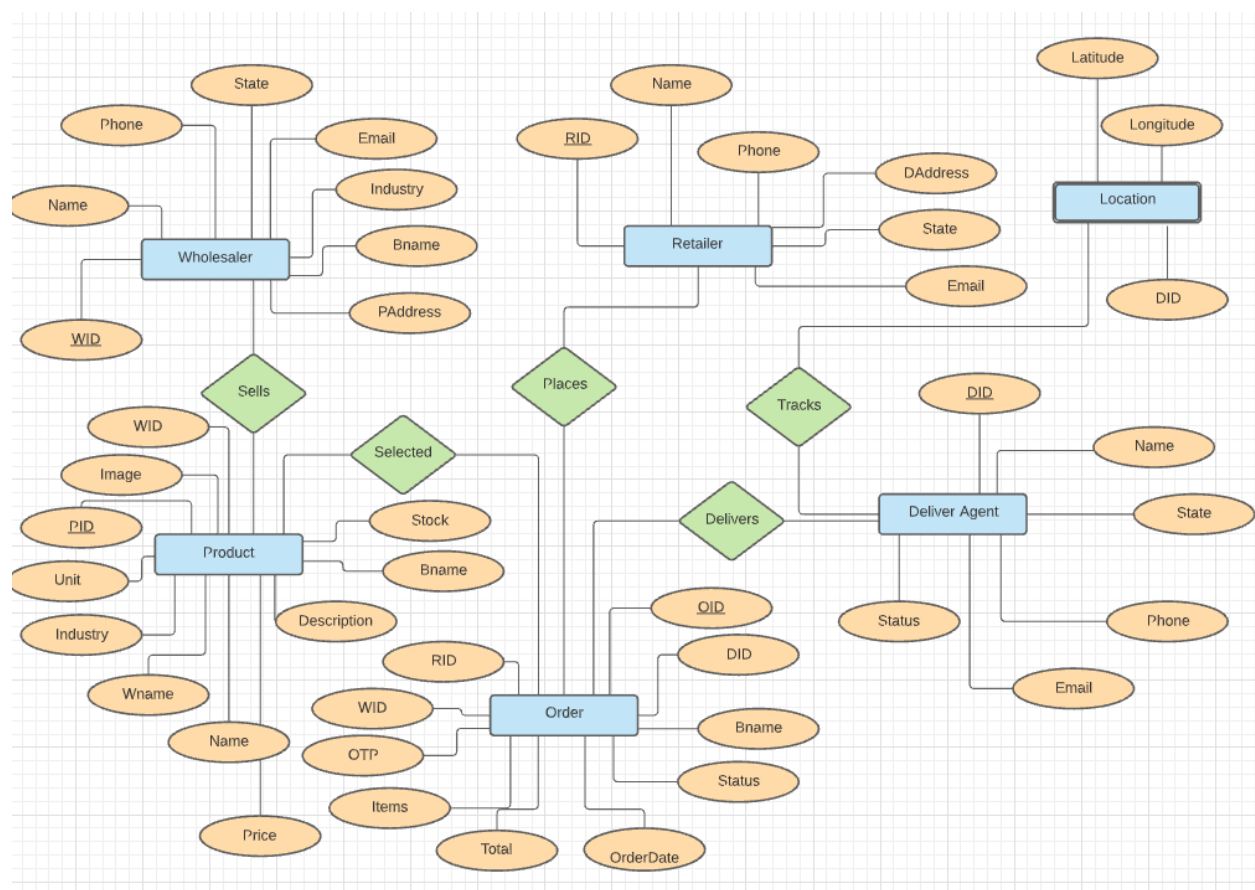 State
Phone
Email
Industry
Name
Bname
Wholesaler
PAddress
WID
Name
RID
Phone
DAddress
Retailer
State
Email
Latitude
Longitude
Location
DID
Sells
Places
Tracks
Selected
Delivers
WID
Image
PID
Stock
Product
Bname
Unit
Industry
Description
Wname
Name
Price
DID
Name
Deliver Agent
State
Status
Phone
Email
OID
RID
DID
WID
Order
Bname
OTP
Status
Items
Total
OrderDate